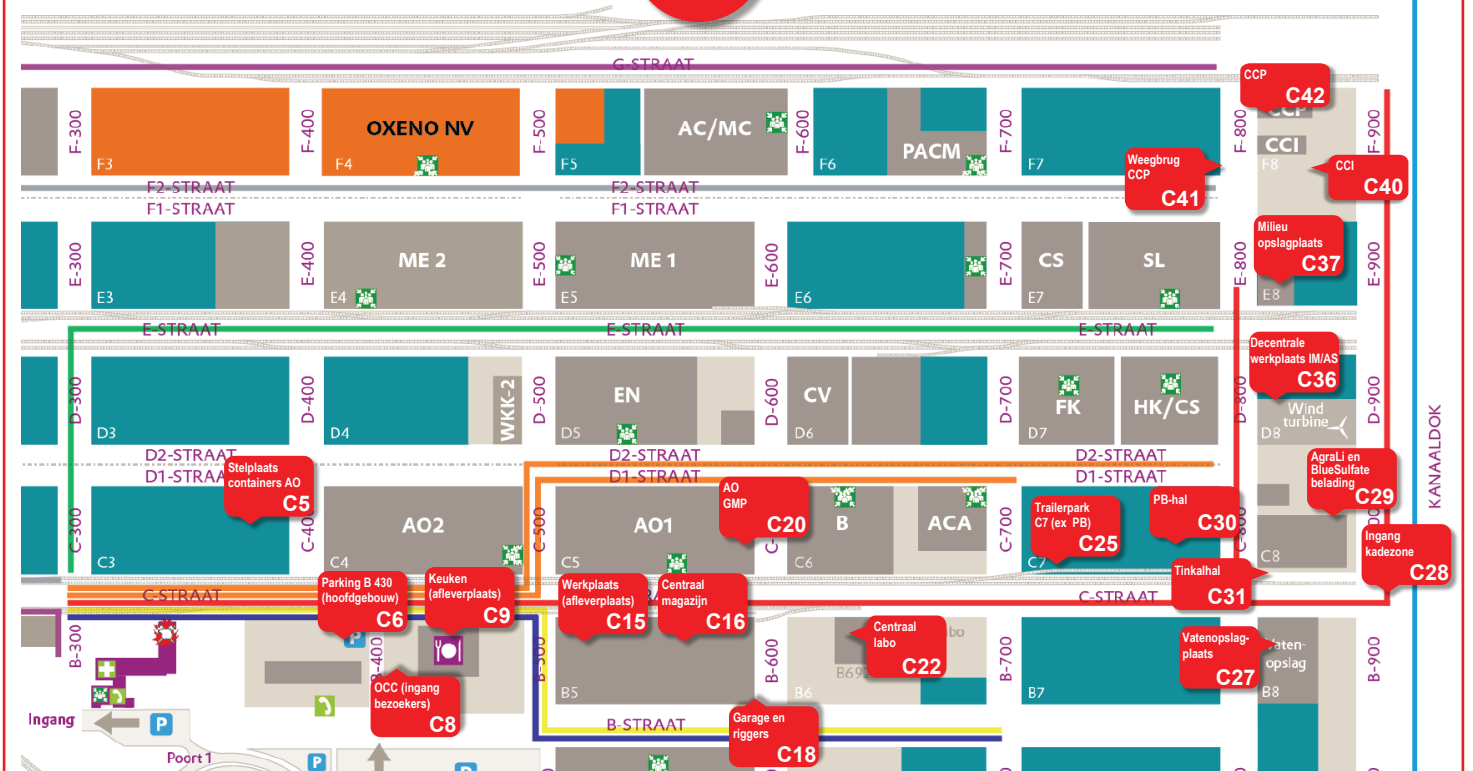 G-STRAAT
CCP
C42
CCP
F-300
F-400
F-500
F-600
F-700
F-800
F-900
OXENO NV
AC/MC
PACM
CCI
F3
F4
F5
F6
F7
F8
Weegbrug
CCP
C41
CCI
C40
F2-STRAAT
F2-STRAAT
F1-STRAAT
F1-STRAAT
E-300
E-400
E-500
E-600
E-700
E-800
E-900
ME 2
ME 1
CS
SL
Milieu
opslagplaats
C37
E3
E4
E5
E6
E7
E8
E-STRAAT
E-STRAAT
E-STRAAT
Decentrale
werkplaats IM/AS
C36
D-300
D-400
WKK-2
D-500
EN
D-600
CV
D-700
FK
HK/CS
D-800
Wind
turbine
D-900
D3
D4
D5
D6
D7
D8
KANAALDOK
D2-STRAAT
D2-STRAAT
D2-STRAAT
D1-STRAAT
D1-STRAAT
D1-STRAAT
Stelplaats
containers AO
C5
AO
GMP
C20
Trailerpark
C7 (ex PB)
C25
PB-hal
C30
AgraLi en
BlueSulfate
belading
C29
C-300
C-40
AO2
C-500
AO1
B
ACA
C-700
C-800
C3
C4
C5
C6
C7
C8
Ingang
kadezone
C28
Tinkalhal
C31
C-STRAAT
C-STRAAT
Parking B 430
(hoofdgebouw)
C6
Keuken
(afleverplaats)
C9
Werkplaats
(afleverplaats)
C15
Centraal
magazijn
C16
Centraal
labo
C22
Vatenopslag-
plaats
C27
B-300
P
B-400
B-500
B-600
B-700
B-900
bo
B692
aten-
opslag
B5
B6
B7
B8
OCC (ingang
bezoekers)
C8
Garage en
riggers
C18
B-STRAAT
Ingang
P
Poort 1
P
P